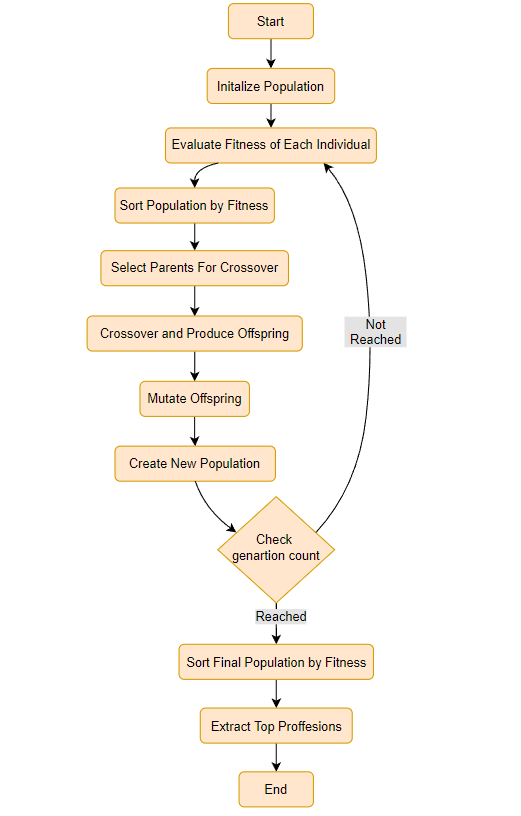 Start
Initalize Population
Evaluate Fitness of Each Individual
Sort Population by Fitness
Select Parents For Crossover
Crossover and Produce Offspring
Not
Reached
Mutate Offspring
Create New Population
Check
genartion count
Reached
Sort Final Population by Fitness
Extract Top Proffesions
End